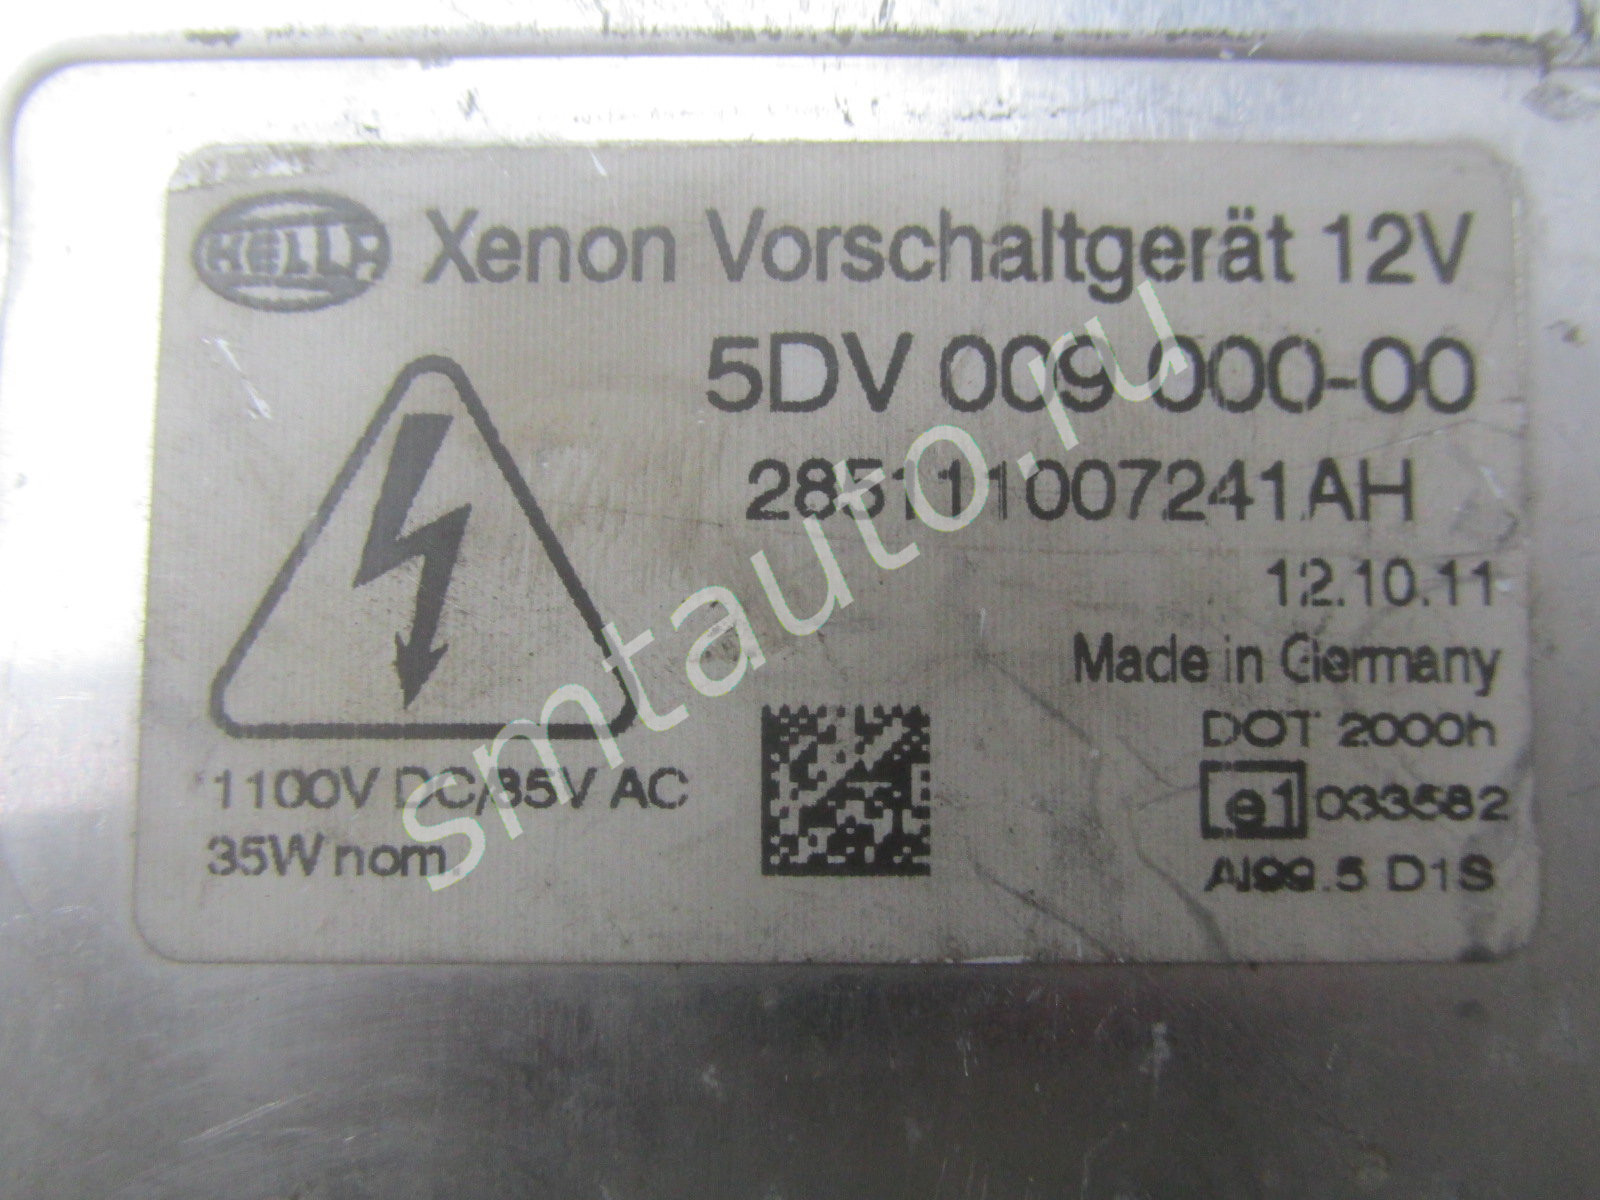 HELLA Xenon Vorschaltgerät 12V
5DV 009 000-00
285111007241AH
12.10.11
Made in Germany
DOT 2000h
1100V DC/85V AC
35W nom.
e1 033582
AI99.5 D1S
smtauto.ru